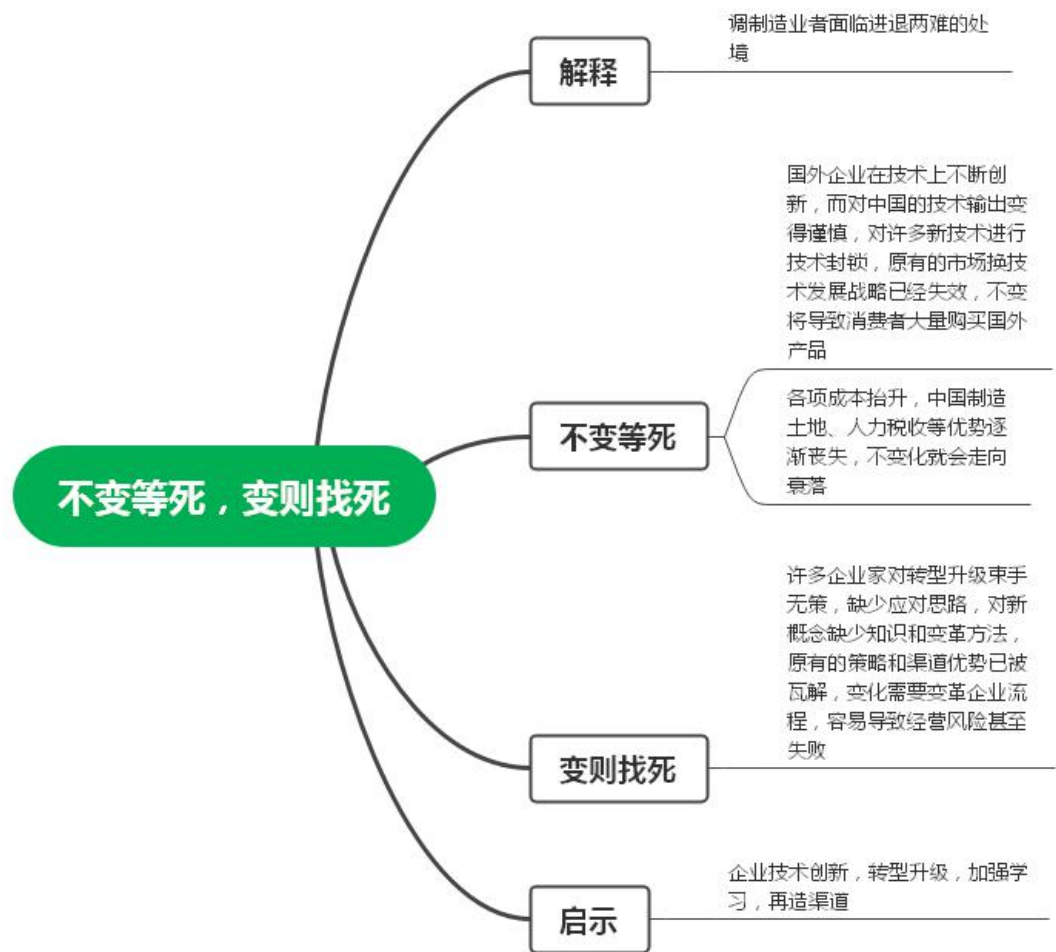 调制造业者面临进退两难的处
境
解释
国外企业在技术上不断创
新，而对中国的技术输出变
得谨慎，对许多新技术进行
技术封锁，原有的市场换技
术发展战略已经失效，不变
将导致消费者大量购买国外
产品
不变等死
各项成本抬升，中国制造
土地、人力税收等优势逐
渐丧失，不变化就会走向
衰落
不变等死，变则找死
许多企业家对转型升级束手
无策，缺少应对思路，对新
概念缺少知识和变革方法，
原有的策略和渠道优势已被
瓦解，变化需要变革企业流
程，容易导致经营风险甚至
失败
变则找死
企业技术创新，转型升级，加强学
习，再造渠道
启示